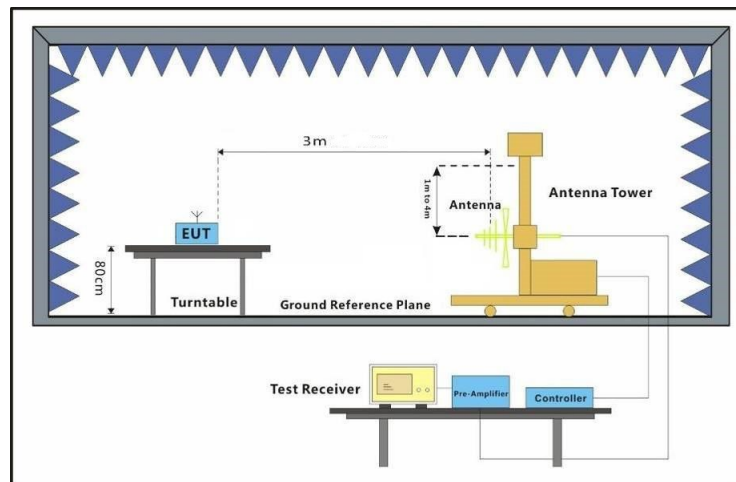 3m
1m to 4m
Antenna
Antenna Tower
EUT
80cm
Turntable
Ground Reference Plane
Test Receiver
Pre-Amplifier
Controller